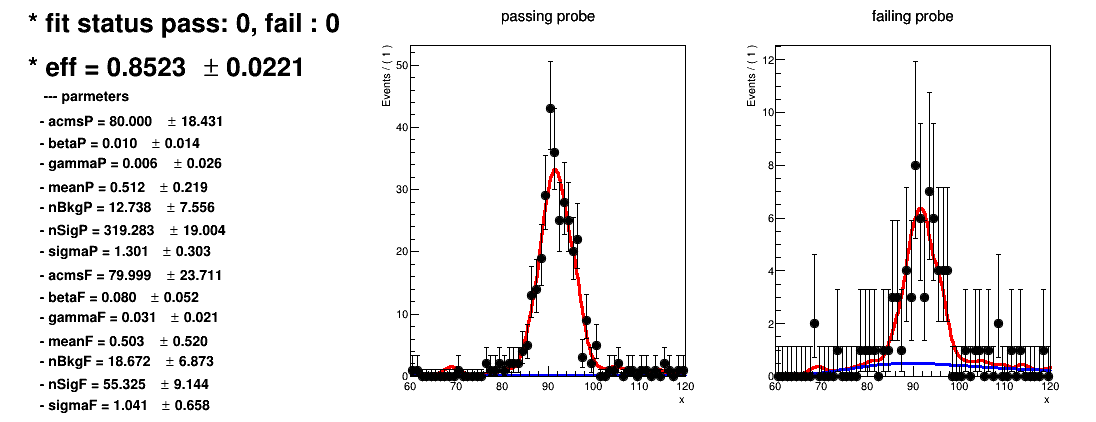 * fit status pass: 0, fail : 0
* eff = 0.8523 ± 0.0221
--- parmeters
- acmsP = 80.000 ± 18.431
- betaP = 0.010 ± 0.014
- gammaP = 0.006 ± 0.026
- meanP = 0.512 ± 0.219
- nBkgP = 12.738 ± 7.556
- nSigP = 319.283 ± 19.004
- sigmaP = 1.301 ± 0.303
- acmsF = 79.999 ± 23.711
- betaF = 0.080 ± 0.052
- gammaF = 0.031 ± 0.021
- meanF = 0.503 ± 0.520
- nBkgF = 18.672 ± 6.873
- nSigF = 55.325 ± 9.144
- sigmaF = 1.041 ± 0.658
passing probe
Events / ( 1 )
50
40
30
20
10
0
60 70 80 90 100 110 120
x
failing probe
Events / ( 1 )
12
10
8
6
4
2
0
60 70 80 90 100 110 120
x